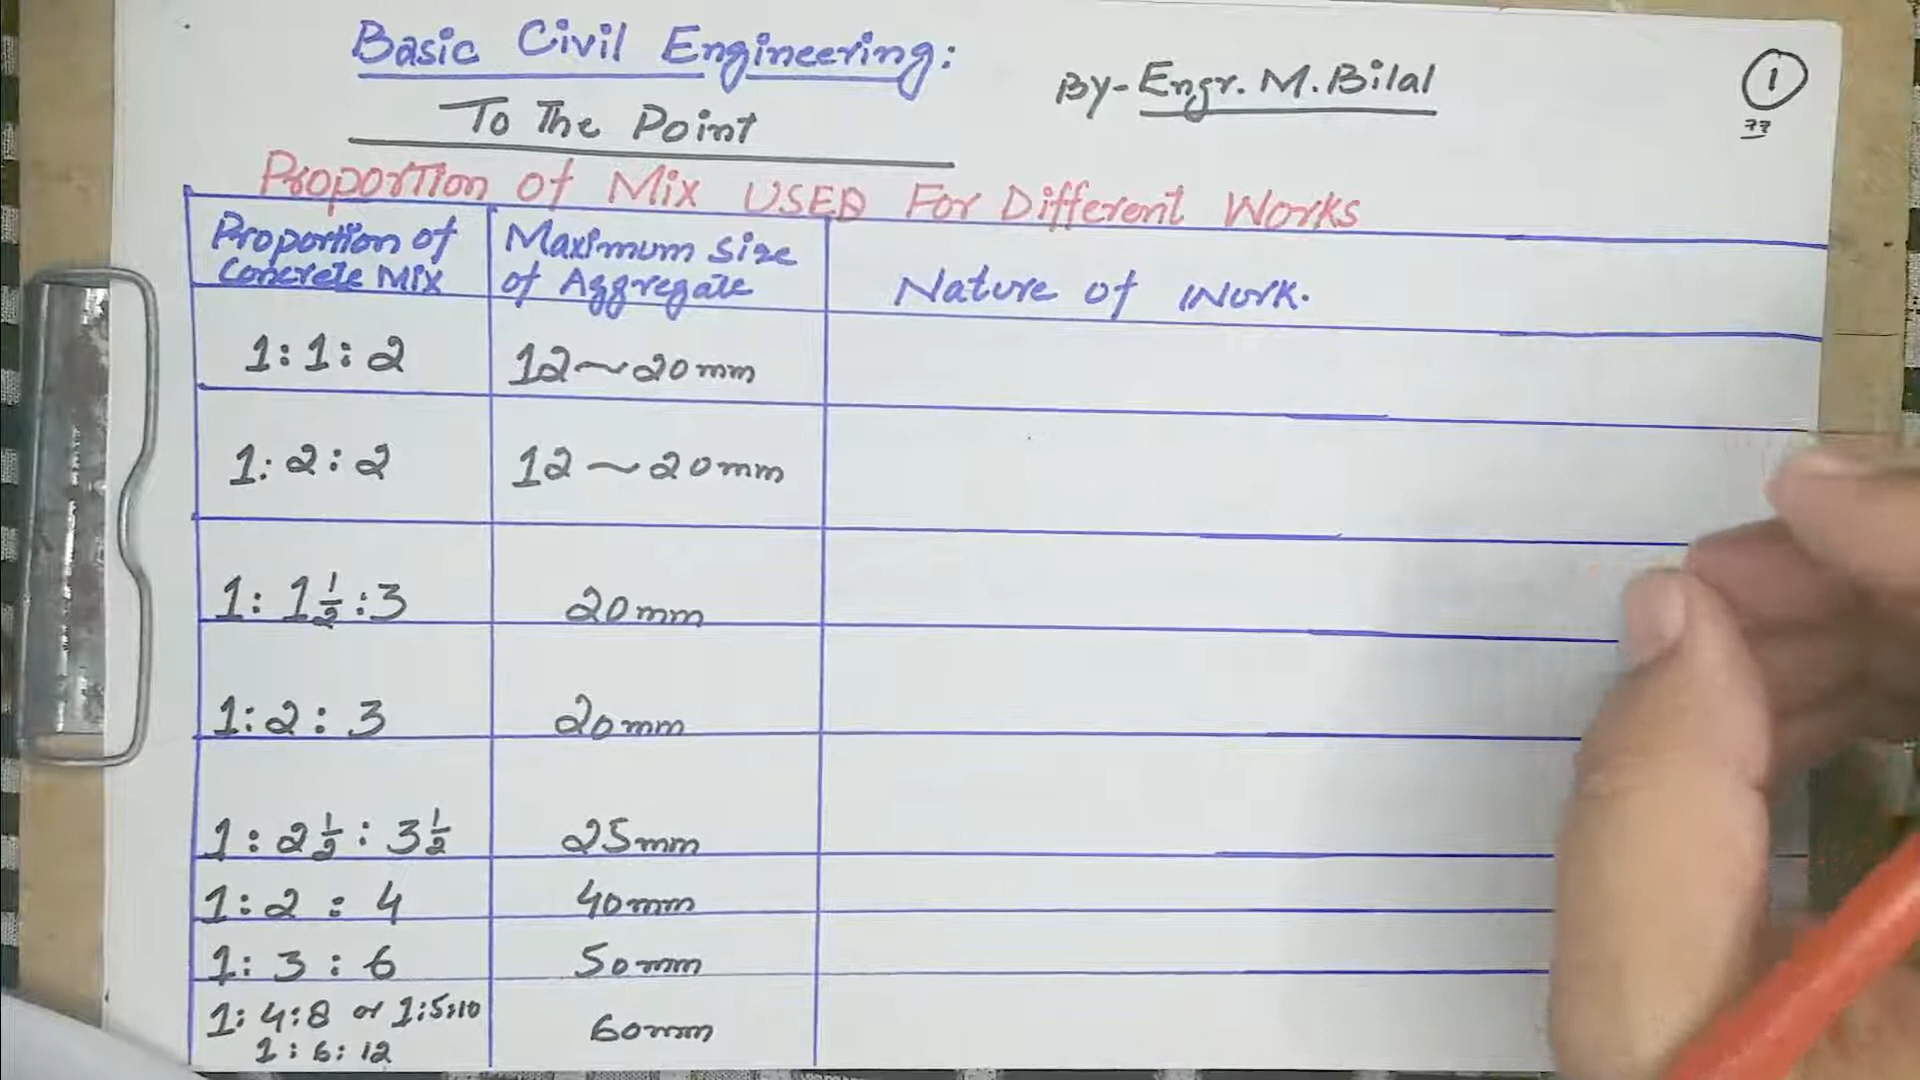 Basic Civil Engineering:
To The Point
By- Engr. M. Bilal
1
77
Proportion of Mix USED For Different Works
Proportion of Concrete Mix
Maximum Size of Aggregate
Nature of Work.
1:1:2
12~20mm
1:2:2
12~20mm
1:1½:3
20mm
1:2:3
20mm
1:2½:3½
25mm
1:2:4
40mm
1:3:6
50mm
1:4:8 or 1:5:10
1:6:12
60mm